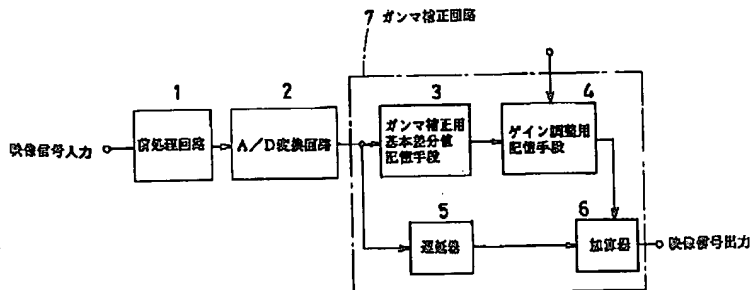 7 ガンマ補正回路
1
2
3
4
映像信号入力
前処理回路
A/D変換回路
ガンマ補正用
基本差分値
記憶手段
ゲイン調整用
記憶手段
5
6
遅延器
加算器
映像信号出力